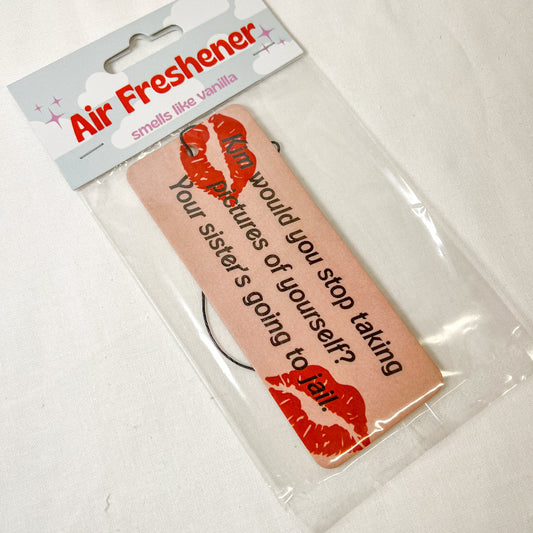 Air Freshener
smells like vanilla
Kim would you stop taking
pictures of yourself?
Your sister's going to jail.